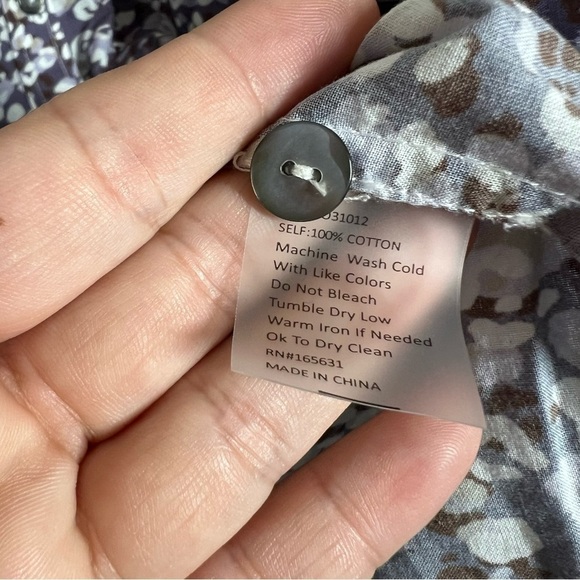 31012
SELF:100% COTTON
Machine Wash Cold
With Like Colors
Do Not Bleach
Tumble Dry Low
Warm Iron If Needed
Ok To Dry Clean
RN#165631
MADE IN CHINA